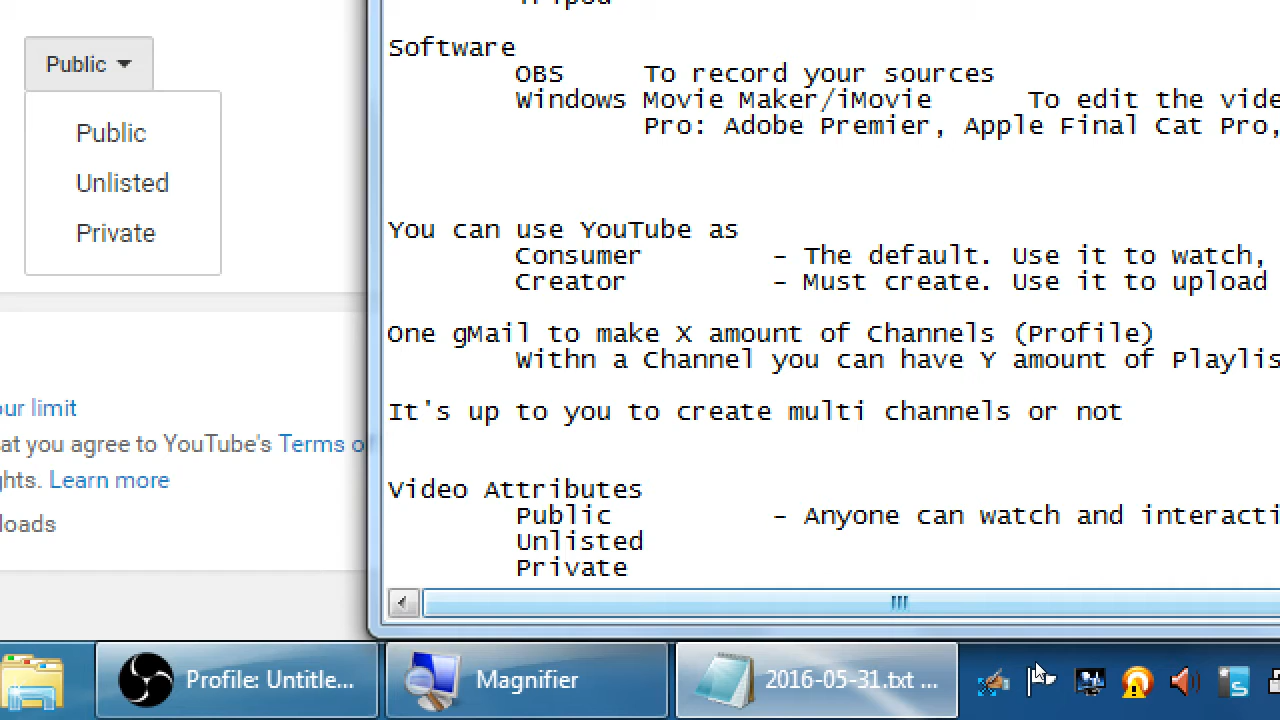 Public
Public
Unlisted
Private
our limit
at you agree to YouTube's Terms o
hts. Learn more
loads
Tripod
Software
OBS To record your sources
Windows Movie Maker/iMovie To edit the vide
Pro: Adobe Premier, Apple Final Cat Pro,
You can use YouTube as
Consumer - The default. Use it to watch,
Creator - Must create. Use it to upload
One gMail to make X amount of Channels (Profile)
Withn a Channel you can have Y amount of Playlis
It's up to you to create multi channels or not
Video Attributes
Public - Anyone can watch and interacti
Unlisted
Private
Profile: Untitle...
Magnifier
2016-05-31.txt ...